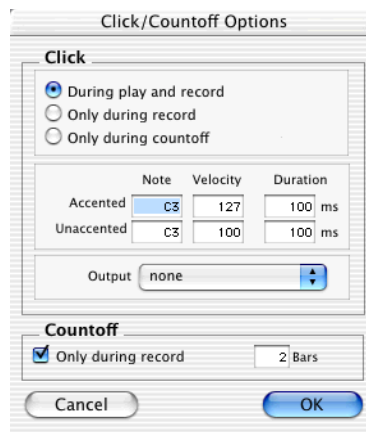 Click/Countoff Options
Click
During play and record
Only during record
Only during countoff
Note Velocity Duration
Accented C3 127 100 ms
Unaccented C3 100 100 ms
Output none
Countoff
Only during record 2 Bars
Cancel OK